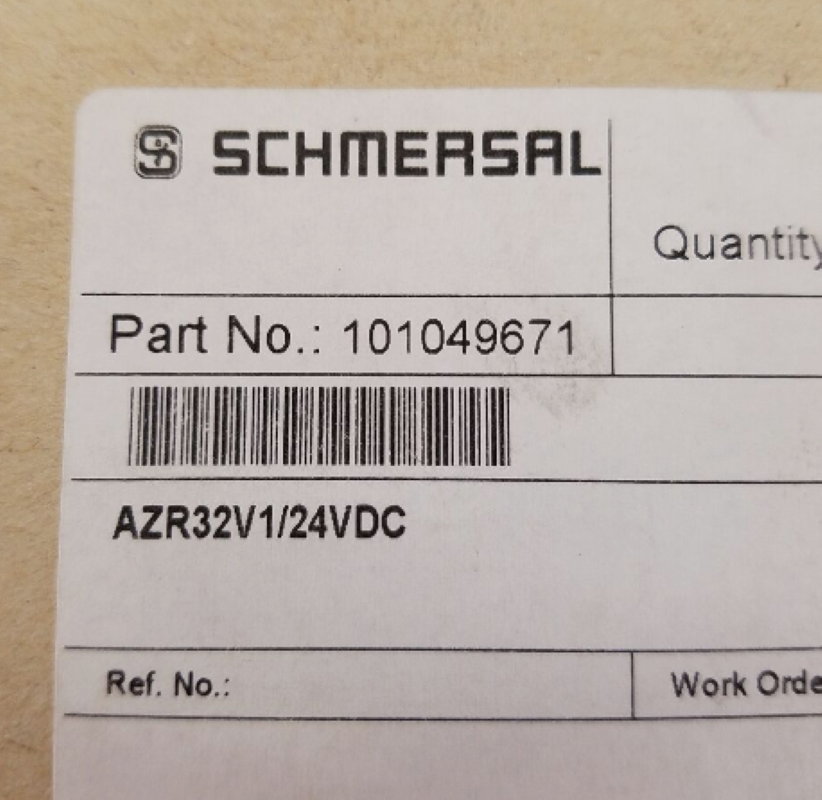 SCHMERSAL
Quantity
Part No.: 101049671
AZR32V1/24VDC
Ref. No.:
Work Orde